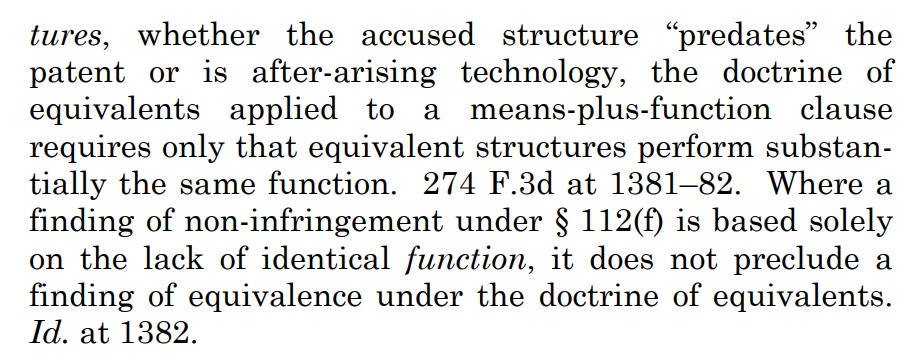 tures, whether the accused structure “predates” the
patent or is after-arising technology, the doctrine of
equivalents applied to a means-plus-function clause
requires only that equivalent structures perform substan-
tially the same function. 274 F.3d at 1381–82. Where a
finding of non-infringement under § 112(f) is based solely
on the lack of identical function, it does not preclude a
finding of equivalence under the doctrine of equivalents.
Id. at 1382.